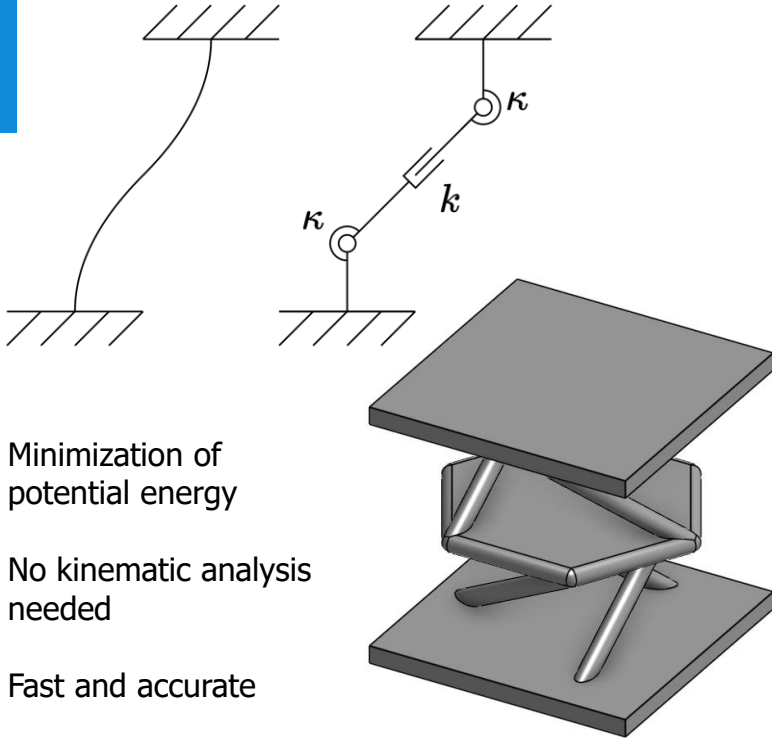 κ
k
κ
Minimization of
potential energy
No kinematic analysis
needed
Fast and accurate